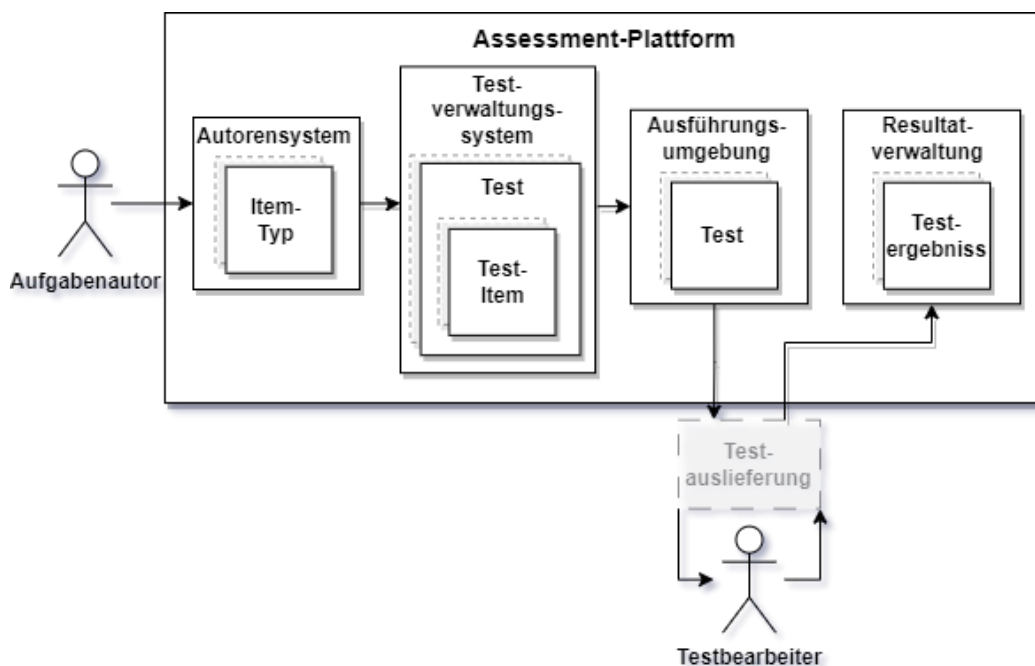 Assessment-Plattform
Autorensystem
Item-
Typ
Test-
verwaltungs-
system
Test
Test-
Item
Ausführungs-
umgebung
Test
Resultat-
verwaltung
Test-
ergebniss
Aufgabenautor
Test-
auslieferung
Testbearbeiter